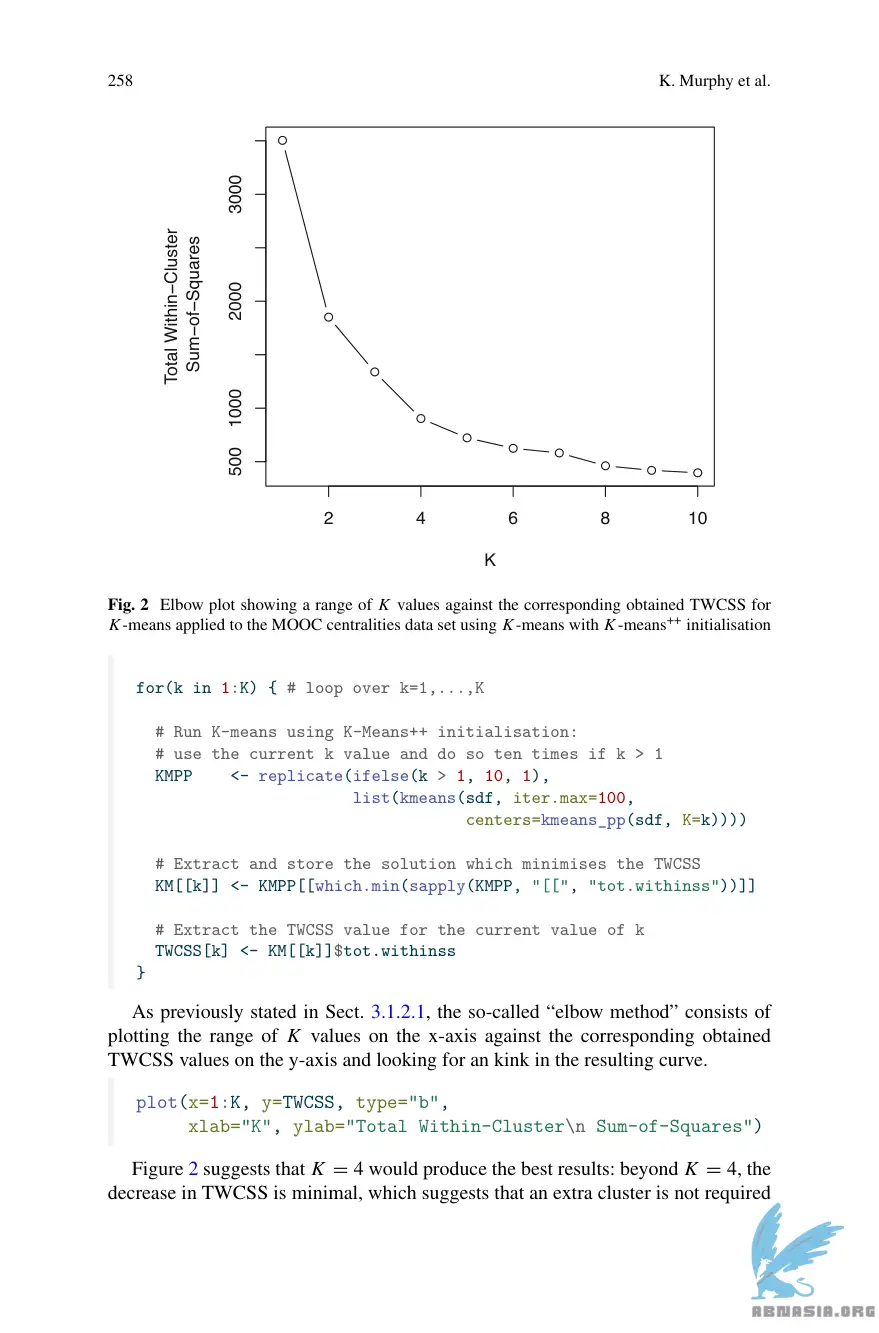 258
K. Murphy et al.
Total Within−Cluster
Sum−of−Squares
3000
2000
1000
500
2 4 6 8 10
K
Fig. 2 Elbow plot showing a range of K values against the corresponding obtained TWCSS for
K-means applied to the MOOC centralities data set using K-means++ initialisation
for(k in 1:K) { # loop over k=1,...,K
# Run K-means using K-Means++ initialisation:
# use the current k value and do so ten times if k > 1
KMPP <- replicate(ifelse(k > 1, 10, 1),
list(kmeans(sdf, iter.max=100,
centers=kmeans_pp(sdf, K=k))))
# Extract and store the solution which minimises the TWCSS
KM[[k]] <- KMPP[[which.min(sapply(KMPP, "[[", "tot.withinss"))]]
# Extract the TWCSS value for the current value of k
TWCSS[k] <- KM[[k]]$tot.withinss
}
As previously stated in Sect. 3.1.2.1, the so-called “elbow method” consists of
plotting the range of K values on the x-axis against the corresponding obtained
TWCSS values on the y-axis and looking for an kink in the resulting curve.
plot(x=1:K, y=TWCSS, type="b",
xlab="K", ylab="Total Within-Cluster\n Sum-of-Squares")
Figure 2 suggests that K = 4 would produce the best results: beyond K = 4, the
decrease in TWCSS is minimal, which suggests that an extra cluster is not required
ABNASIA.ORG